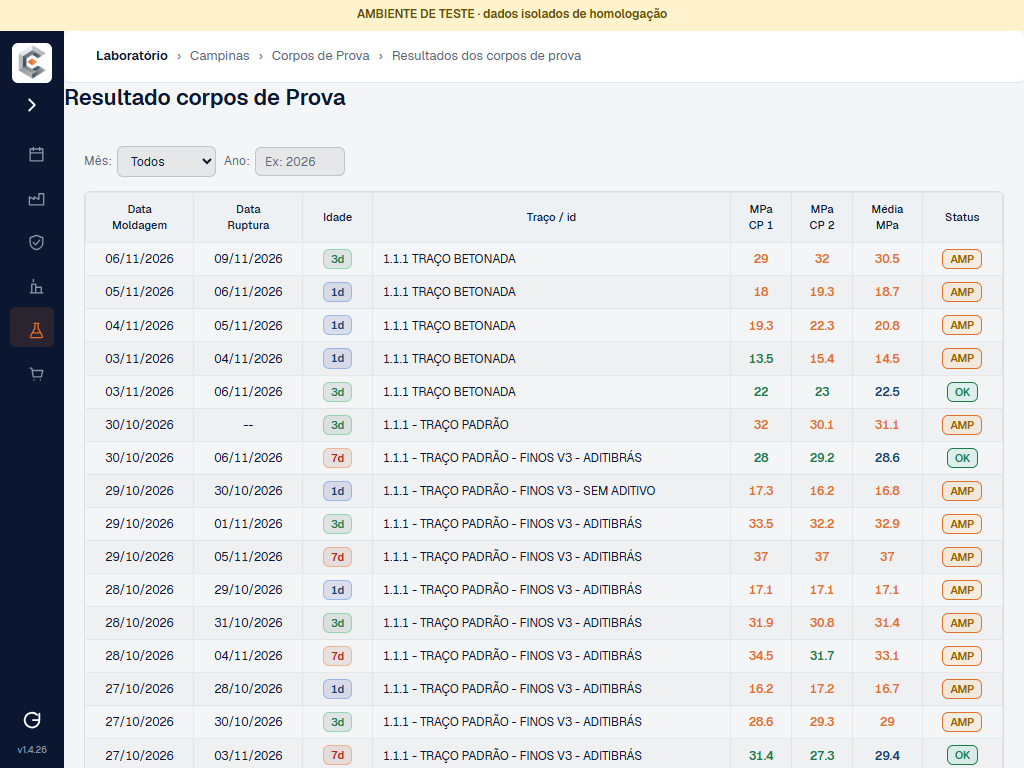 AMBIENTE DE TESTE · dados isolados de homologação
Laboratório › Campinas › Corpos de Prova › Resultados dos corpos de prova
Resultado corpos de Prova
Mês: Todos Ano: Ex: 2026
Data Moldagem Data Ruptura Idade Traço / id MPa CP 1 MPa CP 2 Média MPa Status
06/11/2026 09/11/2026 3d 1.1.1 TRAÇO BETONADA 29 32 30.5 AMP
05/11/2026 06/11/2026 1d 1.1.1 TRAÇO BETONADA 18 19.3 18.7 AMP
04/11/2026 05/11/2026 1d 1.1.1 TRAÇO BETONADA 19.3 22.3 20.8 AMP
03/11/2026 04/11/2026 1d 1.1.1 TRAÇO BETONADA 13.5 15.4 14.5 AMP
03/11/2026 06/11/2026 3d 1.1.1 TRAÇO BETONADA 22 23 22.5 OK
30/10/2026 -- 3d 1.1.1 - TRAÇO PADRÃO 32 30.1 31.1 AMP
30/10/2026 06/11/2026 7d 1.1.1 - TRAÇO PADRÃO - FINOS V3 - ADITIBRÁS 28 29.2 28.6 OK
29/10/2026 30/10/2026 1d 1.1.1 - TRAÇO PADRÃO - FINOS V3 - SEM ADITIVO 17.3 16.2 16.8 AMP
29/10/2026 01/11/2026 3d 1.1.1 - TRAÇO PADRÃO - FINOS V3 - ADITIBRÁS 33.5 32.2 32.9 AMP
29/10/2026 05/11/2026 7d 1.1.1 - TRAÇO PADRÃO - FINOS V3 - ADITIBRÁS 37 37 37 AMP
28/10/2026 29/10/2026 1d 1.1.1 - TRAÇO PADRÃO - FINOS V3 - ADITIBRÁS 17.1 17.1 17.1 AMP
28/10/2026 31/10/2026 3d 1.1.1 - TRAÇO PADRÃO - FINOS V3 - ADITIBRÁS 31.9 30.8 31.4 AMP
28/10/2026 04/11/2026 7d 1.1.1 - TRAÇO PADRÃO - FINOS V3 - ADITIBRÁS 34.5 31.7 33.1 AMP
27/10/2026 28/10/2026 1d 1.1.1 - TRAÇO PADRÃO - FINOS V3 - ADITIBRÁS 16.2 17.2 16.7 AMP
27/10/2026 30/10/2026 3d 1.1.1 - TRAÇO PADRÃO - FINOS V3 - ADITIBRÁS 28.6 29.3 29 AMP
27/10/2026 03/11/2026 7d 1.1.1 - TRAÇO PADRÃO - FINOS V3 - ADITIBRÁS 31.4 27.3 29.4 OK
v1.4.26